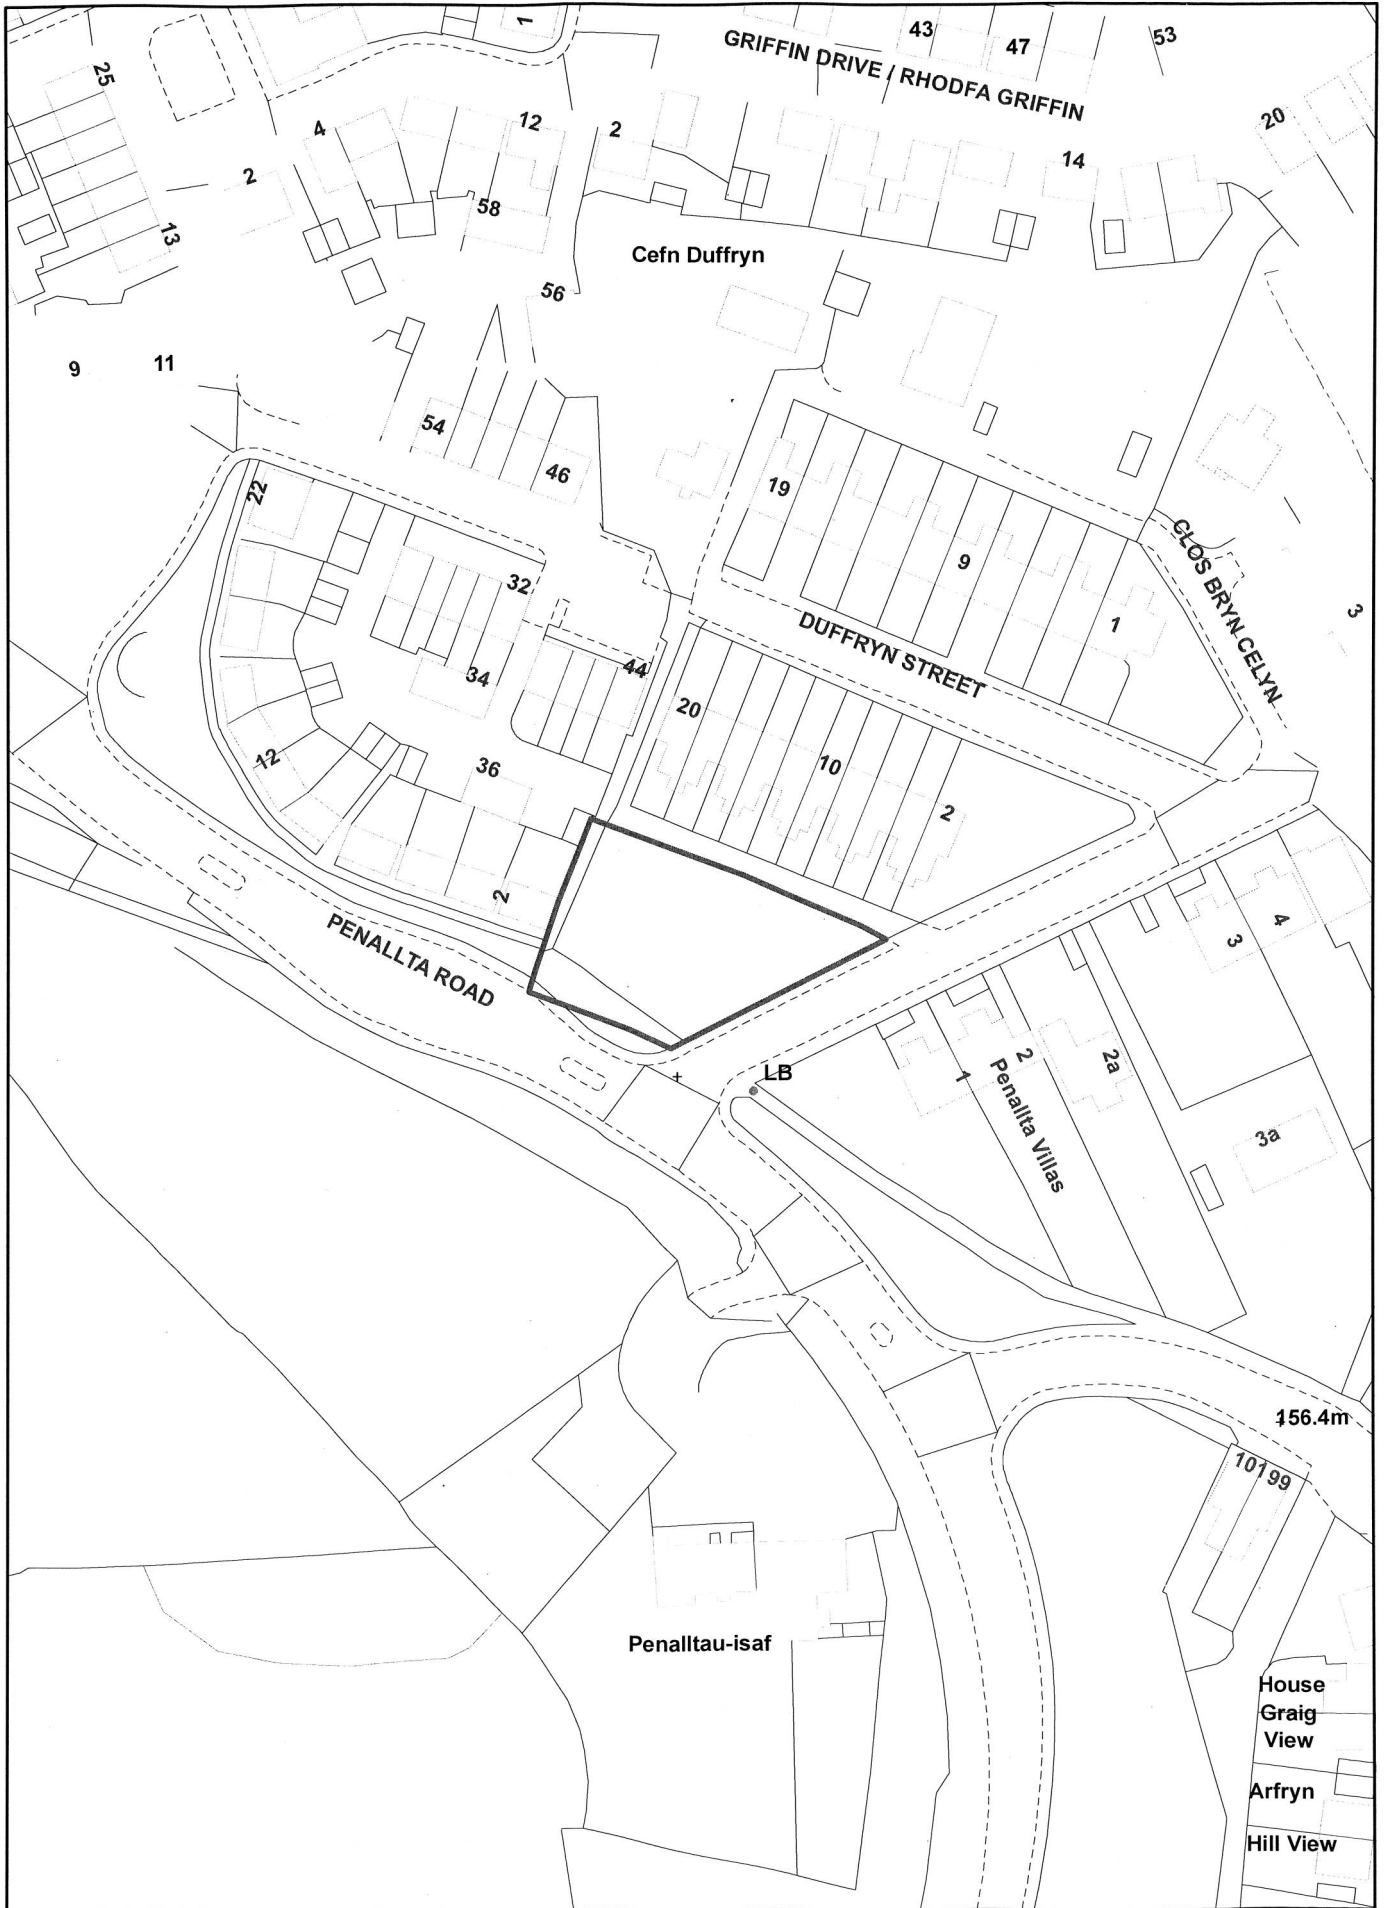 1
43
47
53
GRIFFIN DRIVE / RHODFA GRIFFIN
25
4
12
2
20
14
2
58
13
Cefn Duffryn
56
9
11
54
46
19
22
CLOS BRYN CELYN
32
9
3
1
DUFFRYN STREET
34
44
20
12
36
10
2
2
PENALLTA ROAD
3
4
LB
1
2
2a
Penallta Villas
3a
156.4m
10199
Penalltau-isaf
House
Graig
View
Arfryn
Hill View